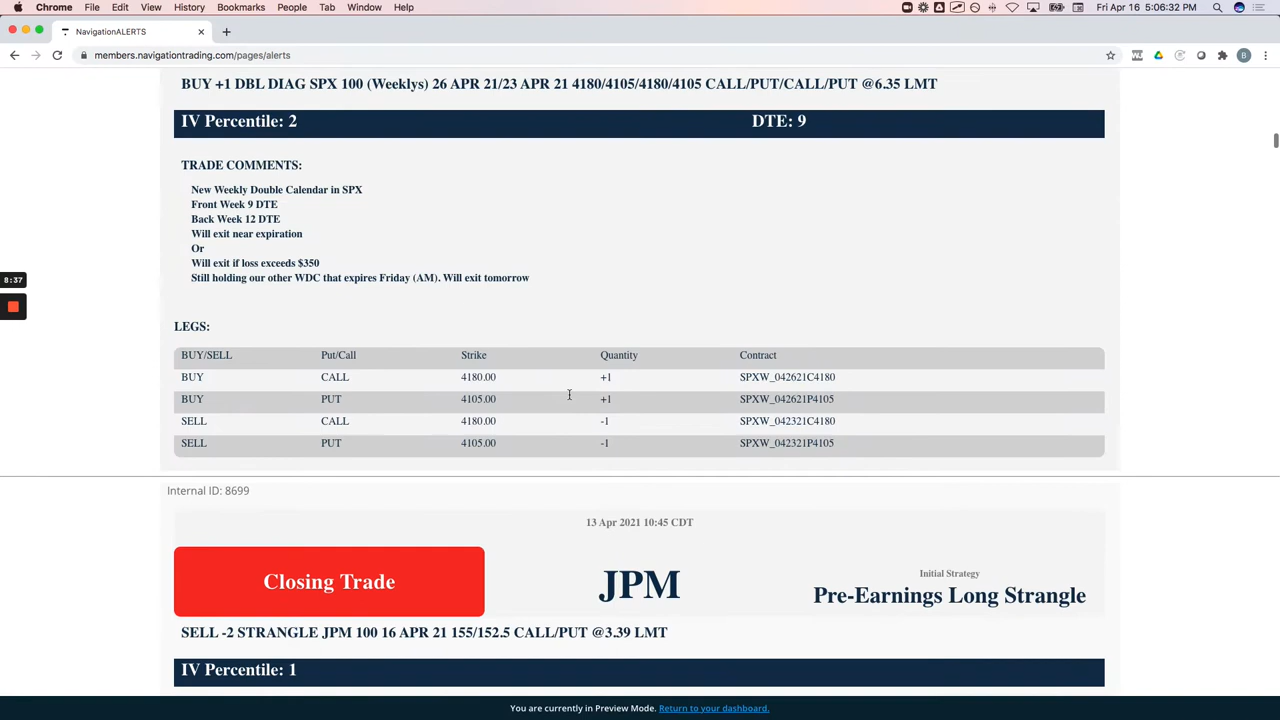 Chrome File Edit View History Bookmarks People Tab Window Help Fri Apr 16 5:06:32 PM
NavigationALERTS
members.navigationtrading.com/pages/alerts
B
BUY +1 DBL DIAG SPX 100 (Weeklys) 26 APR 21/23 APR 21 4180/4105/4180/4105 CALL/PUT/CALL/PUT @6.35 LMT
IV Percentile: 2 DTE: 9
TRADE COMMENTS:
New Weekly Double Calendar in SPX
Front Week 9 DTE
Back Week 12 DTE
Will exit near expiration
Or
Will exit if loss exceeds $350
8:37
Still holding our other WDC that expires Friday (AM). Will exit tomorrow
LEGS:
BUY/SELL Put/Call Strike Quantity Contract
BUY CALL 4180.00 +1 SPXW_042621C4180
BUY PUT 4105.00 +1 SPXW_042621P4105
SELL CALL 4180.00 -1 SPXW_042321C4180
SELL PUT 4105.00 -1 SPXW_042321P4105
Internal ID: 8699
13 Apr 2021 10:45 CDT
Closing Trade
JPM
Initial Strategy
Pre-Earnings Long Strangle
SELL -2 STRANGLE JPM 100 16 APR 21 155/152.5 CALL/PUT @3.39 LMT
IV Percentile: 1
You are currently in Preview Mode. Return to your dashboard.